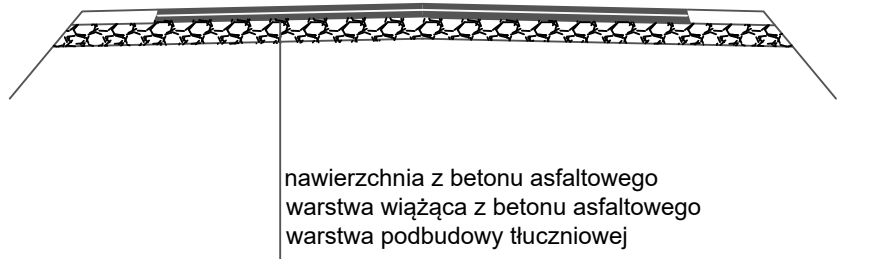 nawierzchnia z betonu asfaltowego
warstwa wiążąca z betonu asfaltowego
warstwa podbudowy tłuczniowej